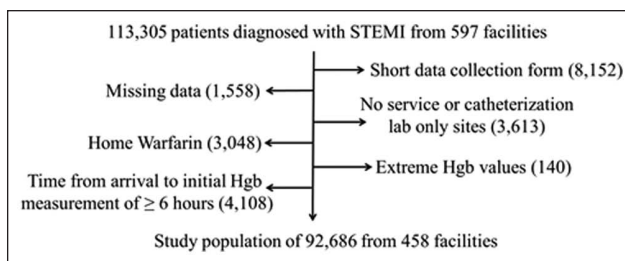 113,305 patients diagnosed with STEMI from 597 facilities
Short data collection form (8,152)
Missing data (1,558)
No service or catheterization
lab only sites (3,613)
Home Warfarin (3,048)
Extreme Hgb values (140)
Time from arrival to initial Hgb
measurement of ≥ 6 hours (4,108)
Study population of 92,686 from 458 facilities